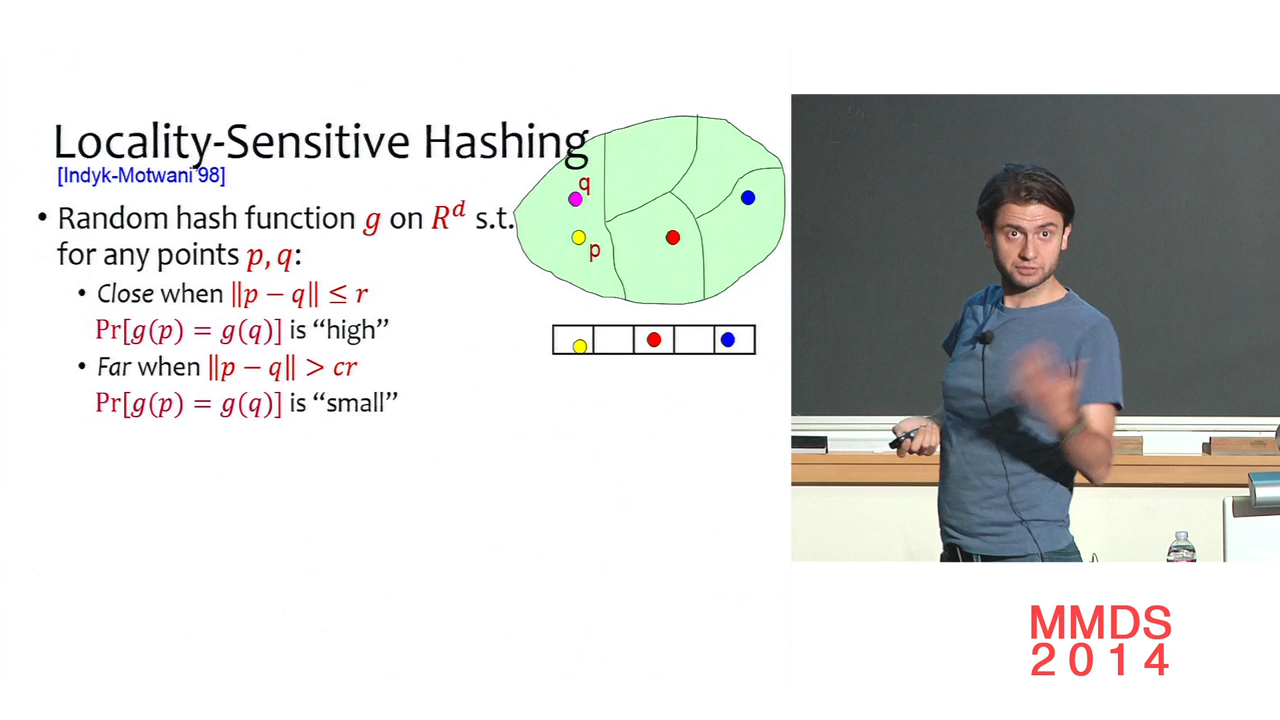 Locality-Sensitive Hashing
[Indyk-Motwani'98]
• Random hash function g on R^d s.t.
for any points p, q:
• Close when ‖p − q‖ ≤ r
Pr[g(p) = g(q)] is “high”
• Far when ‖p − q‖ > cr
Pr[g(p) = g(q)] is “small”
q
p
MMDS
2014